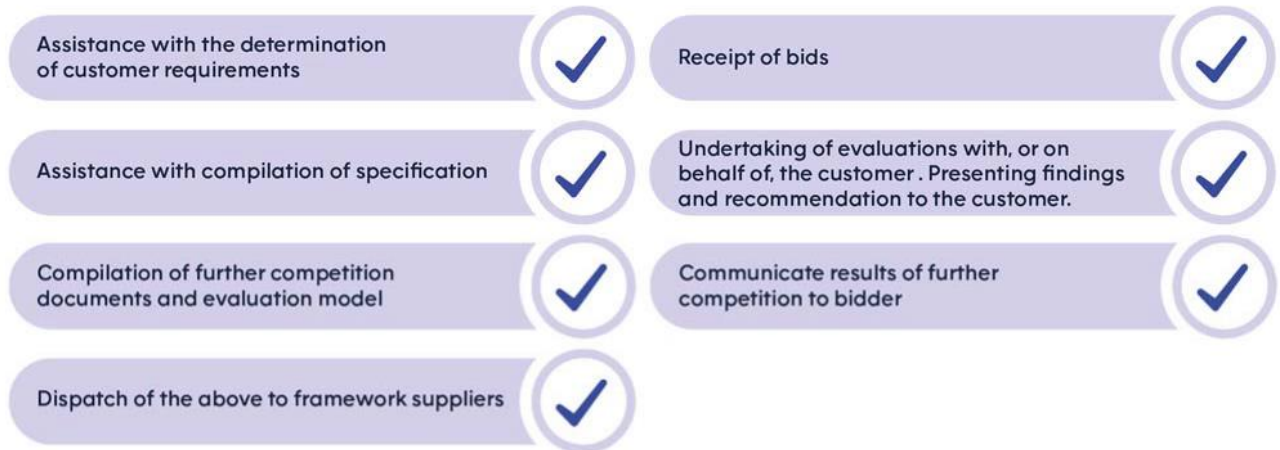 Assistance with the determination
of customer requirements
Assistance with compilation of specification
Compilation of further competition
documents and evaluation model
Dispatch of the above to framework suppliers
Receipt of bids
Undertaking of evaluations with, or on
behalf of, the customer . Presenting findings
and recommendation to the customer.
Communicate results of further
competition to bidder